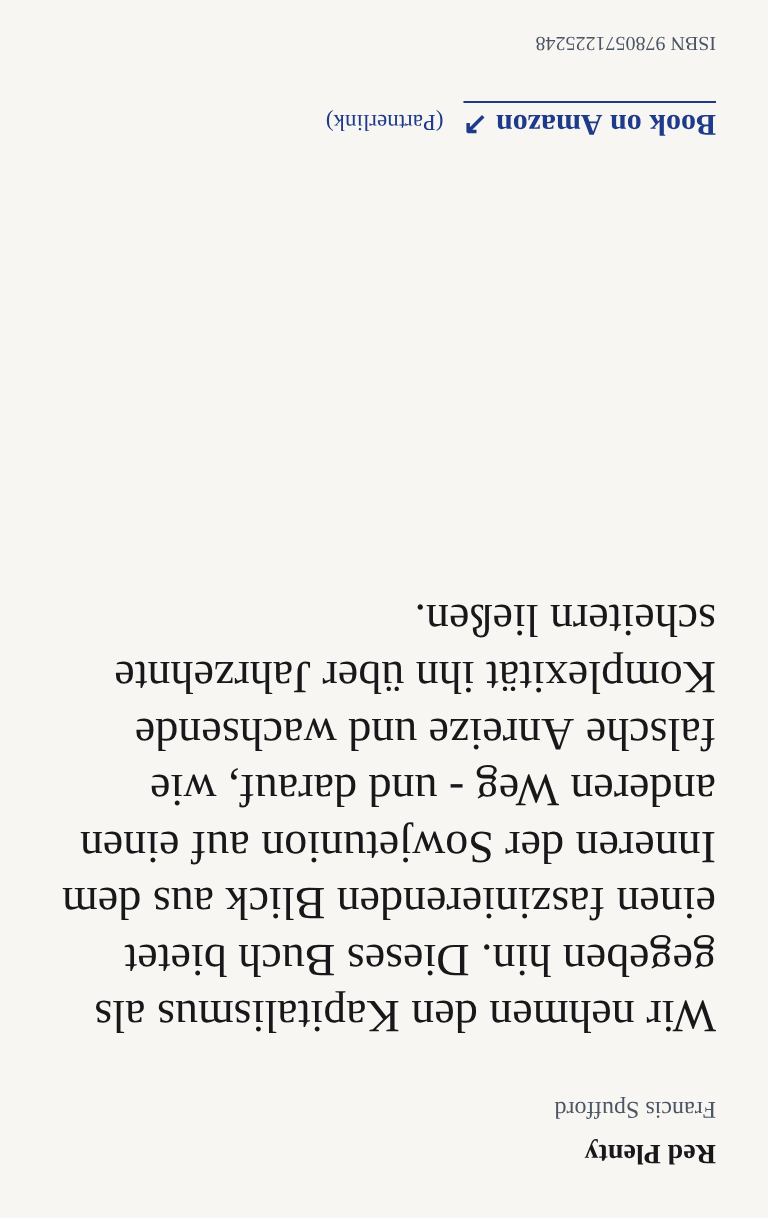 Red Plenty
Francis Spufford
Wir nehmen den Kapitalismus als
gegeben hin. Dieses Buch bietet
einen faszinierenden Blick aus dem
Inneren der Sowjetunion auf einen
anderen Weg - und darauf, wie
falsche Anreize und wachsende
Komplexität ihn über Jahrzehnte
scheitern ließen.
Book on Amazon ↗ (Partnerlink)
ISBN 9780571225248